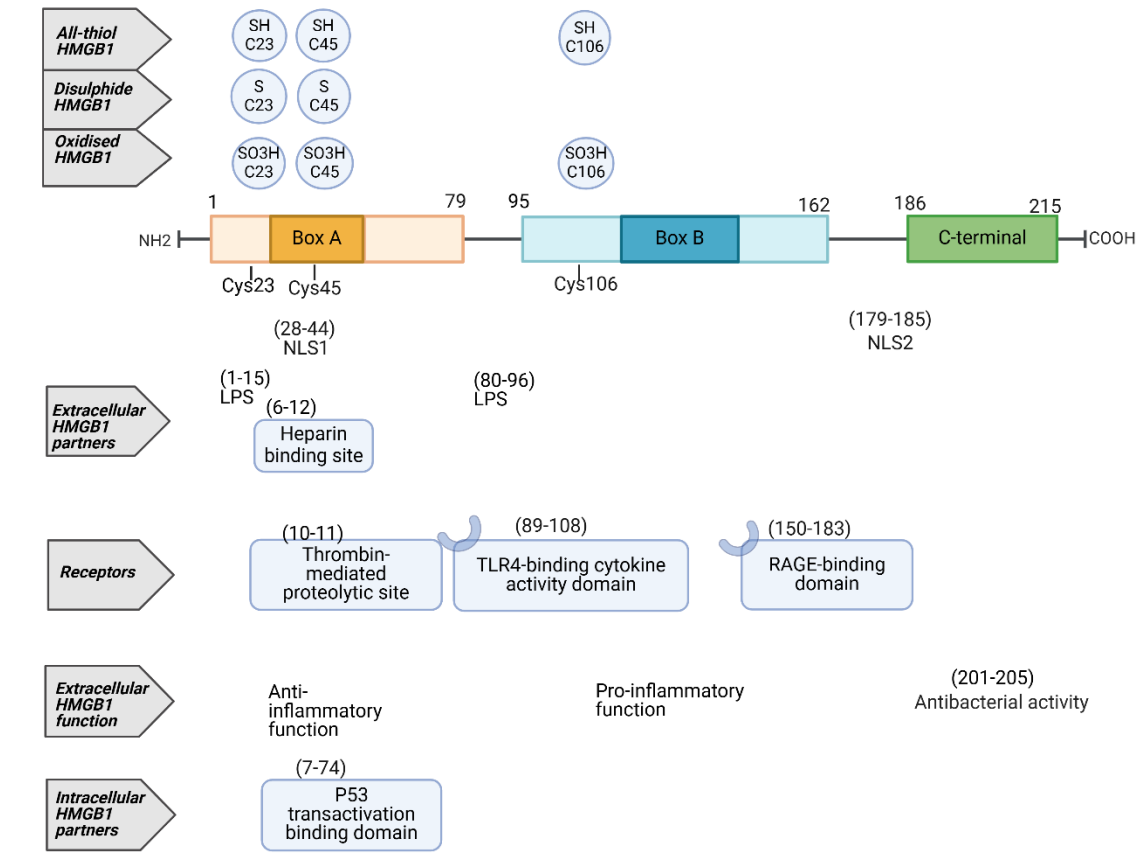 All-thiol
HMGB1
SH
C23
SH
C45
SH
C106
Disulphide
HMGB1
S
C23
S
C45
Oxidised
HMGB1
SO3H
C23
SO3H
C45
SO3H
C106
1
79
95
162
186
215
NH2
Box A
Box B
C-terminal
COOH
Cys23
Cys45
Cys106
(28-44)
NLS1
(179-185)
NLS2
Extracellular
HMGB1
partners
(1-15)
LPS
(6-12)
Heparin
binding site
(80-96)
LPS
Receptors
(10-11)
Thrombin-
mediated
proteolytic site
(89-108)
TLR4-binding cytokine
activity domain
(150-183)
RAGE-binding
domain
Extracellular
HMGB1
function
Anti-
inflammatory
function
Pro-inflammatory
function
(201-205)
Antibacterial activity
Intracellular
HMGB1
partners
(7-74)
P53
transactivation
binding domain